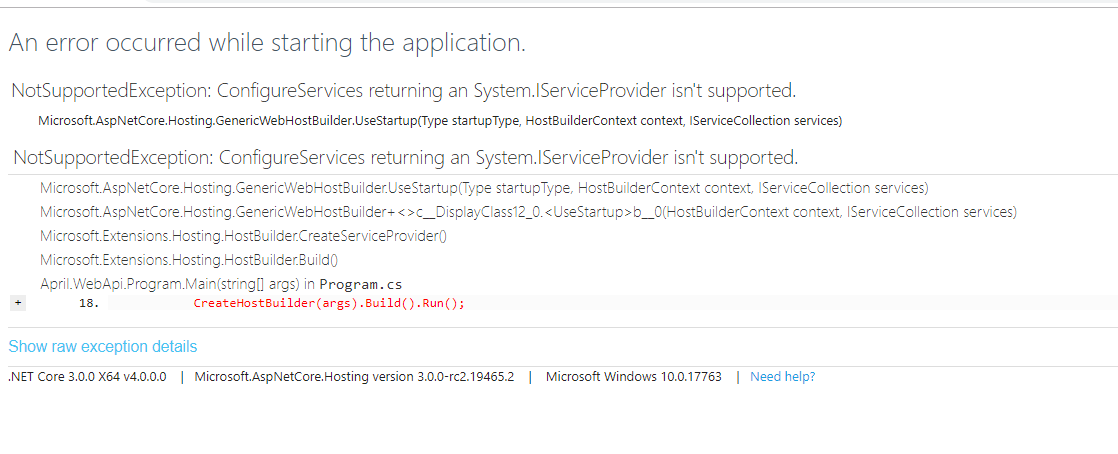 An error occurred while starting the application.
NotSupportedException: ConfigureServices returning an System.IServiceProvider isn't supported.
Microsoft.AspNetCore.Hosting.GenericWebHostBuilder.UseStartup(Type startupType, HostBuilderContext context, IServiceCollection services)
NotSupportedException: ConfigureServices returning an System.IServiceProvider isn't supported.
Microsoft.AspNetCore.Hosting.GenericWebHostBuilder.UseStartup(Type startupType, HostBuilderContext context, IServiceCollection services)
Microsoft.AspNetCore.Hosting.GenericWebHostBuilder+<>c__DisplayClass12_0.<UseStartup>b__0(HostBuilderContext context, IServiceCollection services)
Microsoft.Extensions.Hosting.HostBuilder.CreateServiceProvider()
Microsoft.Extensions.Hosting.HostBuilder.Build()
April.WebApi.Program.Main(string[] args) in Program.cs
+ 18. CreateHostBuilder(args).Build().Run();
Show raw exception details
.NET Core 3.0.0 X64 v4.0.0.0 | Microsoft.AspNetCore.Hosting version 3.0.0-rc2.19465.2 | Microsoft Windows 10.0.17763 | Need help?